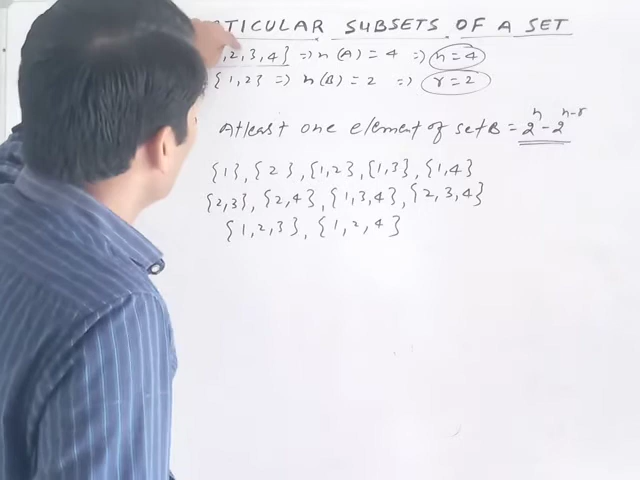 RTICULAR SUBSETS OF A SET
,2,3,4} => n(A) = 4 => n=4
{1,2} => n(B) = 2 => r=2
Atleast one element of set B = 2^n - 2^{n-r}
{1}, {2}, {1,2}, {1,3}, {1,4}
{2,3}, {2,4}, {1,3,4}, {2,3,4}
{1,2,3}, {1,2,4}